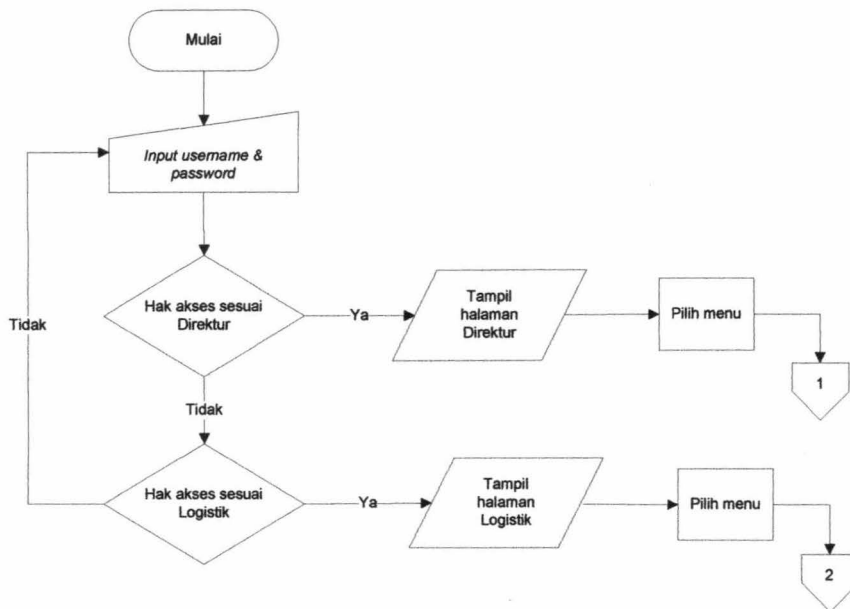 Mulai
Input username &
password
Hak akses sesuai
Direktur
Ya
Tampil
halaman
Direktur
Pilih menu
1
Tidak
Tidak
Hak akses sesuai
Logistik
Ya
Tampil
halaman
Logistik
Pilih menu
2